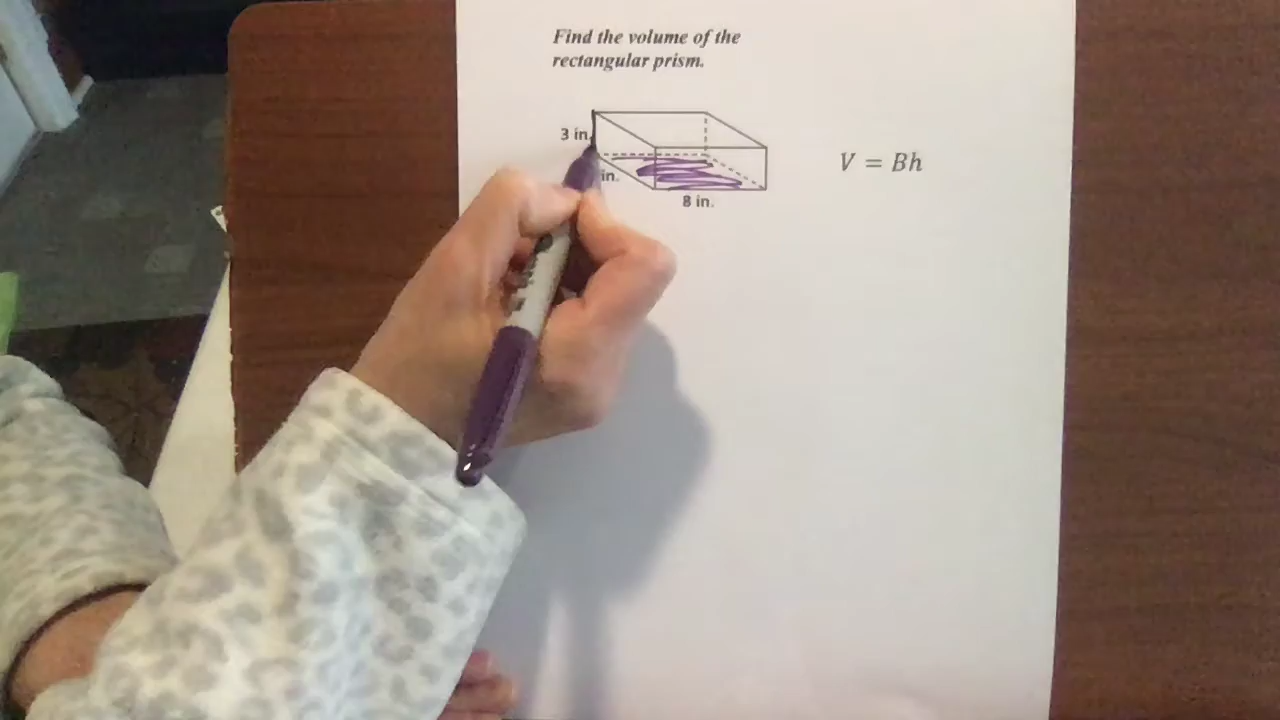 Find the volume of the
rectangular prism.
3 in.
V = Bh
in.
8 in.